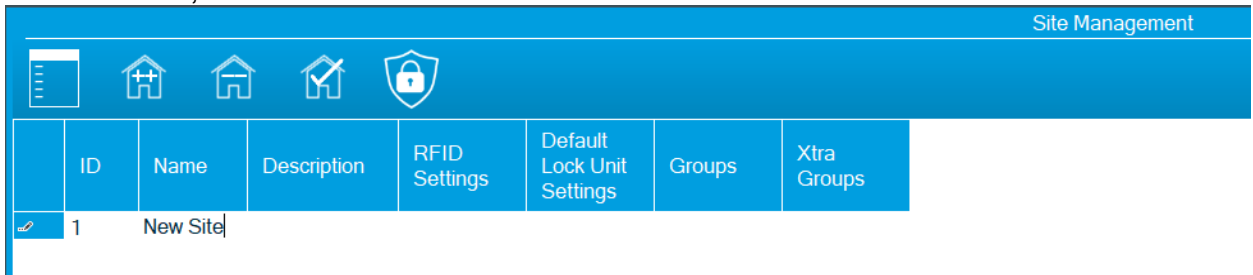 Site Management
ID
Name
Description
RFID
Settings
Default
Lock Unit
Settings
Groups
Xtra
Groups
1
New Site